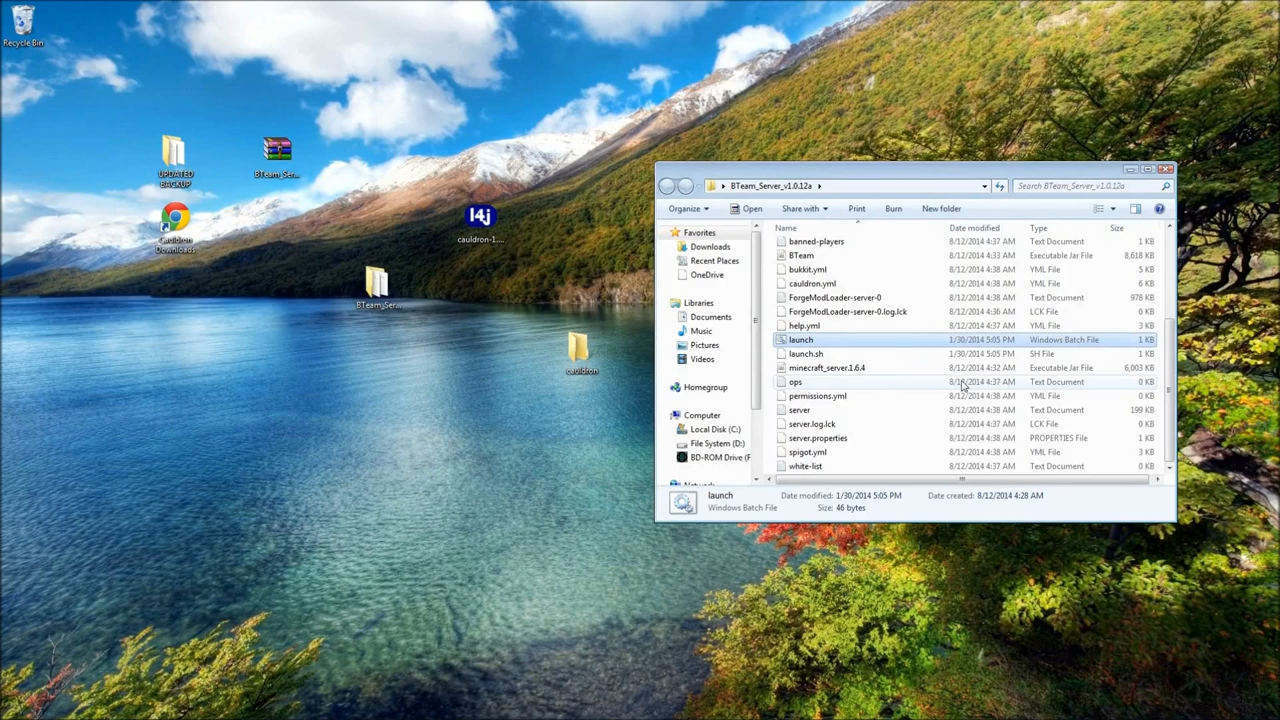 Recycle Bin
UPDATED
BACKUP
BTeam_Ser...
Cauldron
Downloads
l4j
cauldron-1....
BTeam_Ser...
cauldron
BTeam_Server_v1.0.12a
Search BTeam_Server_v1.0.12a
Organize Open Share with Print Burn New folder
Favorites
Downloads
Recent Places
OneDrive
Libraries
Documents
Music
Pictures
Videos
Homegroup
Computer
Local Disk (C:)
File System (D:)
BD-ROM Drive (F
Network
Name Date modified Type Size
banned-players 8/12/2014 4:37 AM Text Document 1 KB
BTeam 8/12/2014 4:33 AM Executable Jar File 8,618 KB
bukkit.yml 8/12/2014 4:38 AM YML File 5 KB
cauldron.yml 8/12/2014 4:38 AM YML File 6 KB
ForgeModLoader-server-0 8/12/2014 4:38 AM Text Document 978 KB
ForgeModLoader-server-0.log.lck 8/12/2014 4:36 AM LCK File 0 KB
help.yml 8/12/2014 4:37 AM YML File 3 KB
launch 1/30/2014 5:05 PM Windows Batch File 1 KB
launch.sh 1/30/2014 5:05 PM SH File 1 KB
minecraft_server.1.6.4 8/12/2014 4:32 AM Executable Jar File 6,003 KB
ops 8/12/2014 4:37 AM Text Document 0 KB
permissions.yml 8/12/2014 4:38 AM YML File 0 KB
server 8/12/2014 4:38 AM Text Document 199 KB
server.log.lck 8/12/2014 4:37 AM LCK File 0 KB
server.properties 8/12/2014 4:38 AM PROPERTIES File 1 KB
spigot.yml 8/12/2014 4:38 AM YML File 3 KB
white-list 8/12/2014 4:37 AM Text Document 0 KB
launch Date modified: 1/30/2014 5:05 PM Date created: 8/12/2014 4:28 AM
Windows Batch File Size: 46 bytes